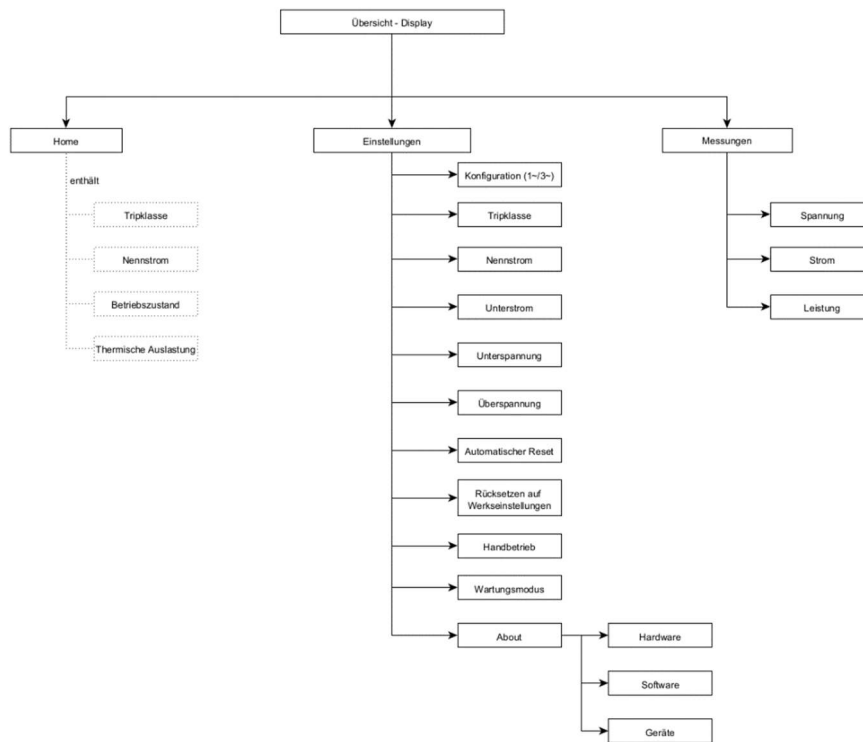 Übersicht - Display
Home
Einstellungen
Messungen
enthält
Tripklasse
Nennstrom
Betriebszustand
Thermische Auslastung
Konfiguration (1~/3~)
Tripklasse
Nennstrom
Unterstrom
Unterspannung
Überspannung
Automatischer Reset
Rücksetzen auf
Werkseinstellungen
Handbetrieb
Wartungsmodus
About
Hardware
Software
Geräte
Spannung
Strom
Leistung